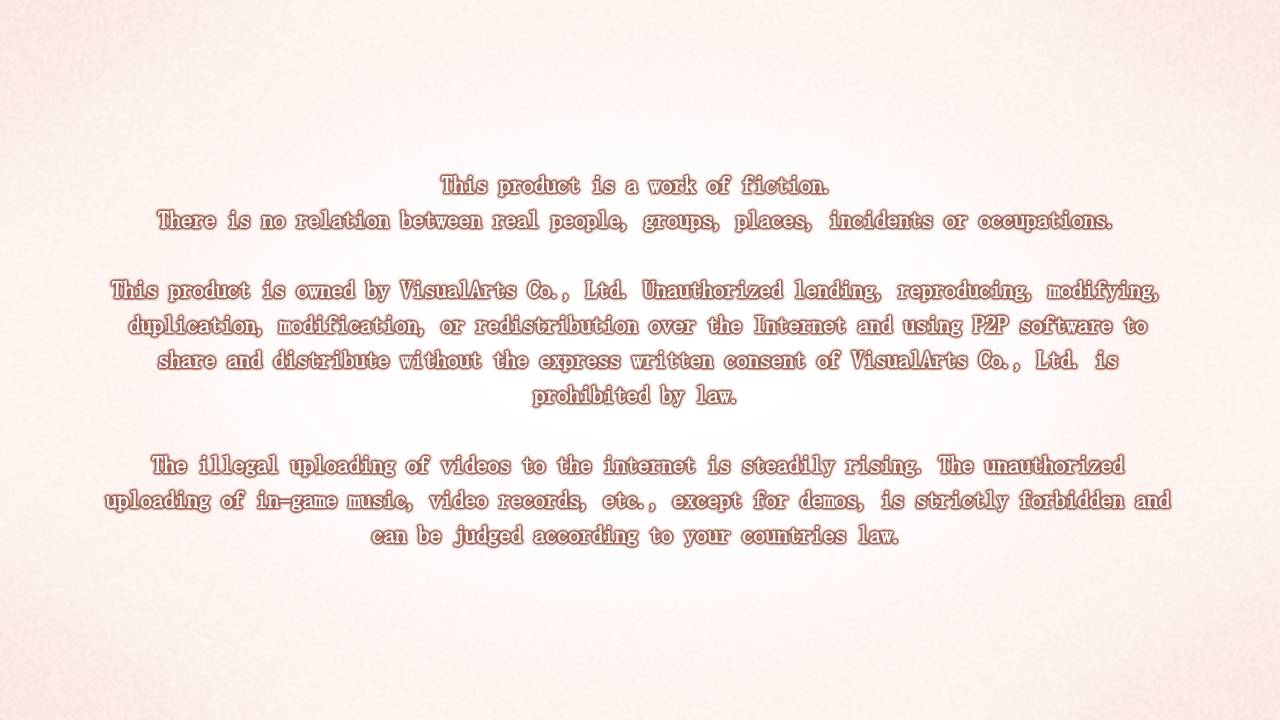 This product is a work of fiction.
There is no relation between real people, groups, places, incidents or occupations.
This product is owned by VisualArts Co., Ltd. Unauthorized lending, reproducing, modifying,
duplication, modification, or redistribution over the Internet and using P2P software to
share and distribute without the express written consent of VisualArts Co., Ltd. is
prohibited by law.
The illegal uploading of videos to the internet is steadily rising. The unauthorized
uploading of in-game music, video records, etc., except for demos, is strictly forbidden and
can be judged according to your countries law.